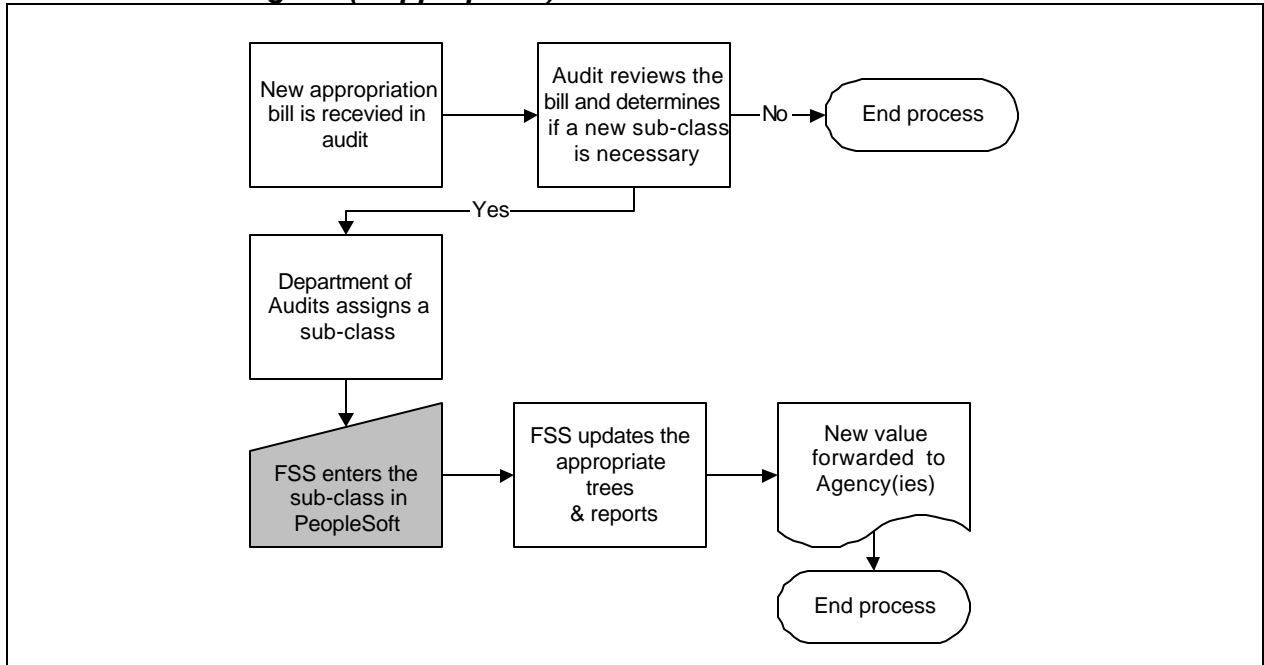 New appropriation
bill is recevied in
audit
Audit reviews the
bill and determines
if a new sub-class
is necessary
No
End process
Yes
Department of
Audits assigns a
sub-class
FSS enters the
sub-class in
PeopleSoft
FSS updates the
appropriate
trees
& reports
New value
forwarded to
Agency(ies)
End process